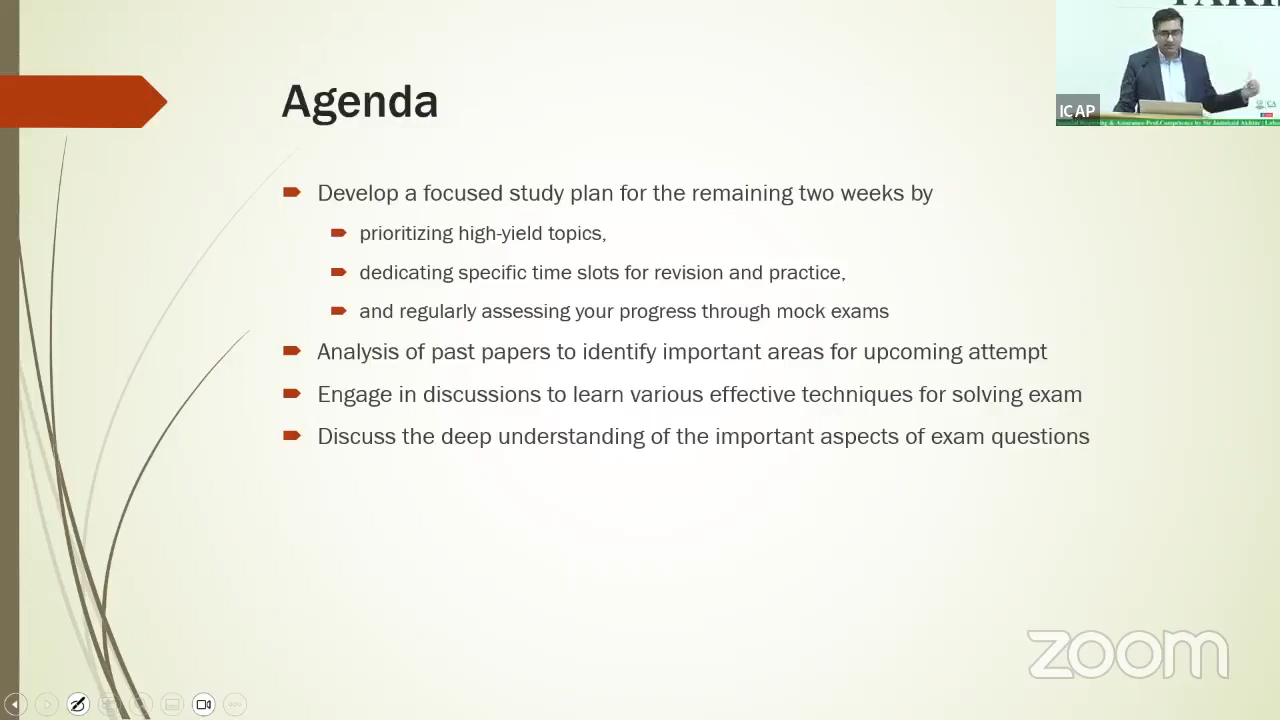 Agenda
Develop a focused study plan for the remaining two weeks by
prioritizing high-yield topics,
dedicating specific time slots for revision and practice,
and regularly assessing your progress through mock exams
Analysis of past papers to identify important areas for upcoming attempt
Engage in discussions to learn various effective techniques for solving exam
Discuss the deep understanding of the important aspects of exam questions
ICAP
CA
zoom